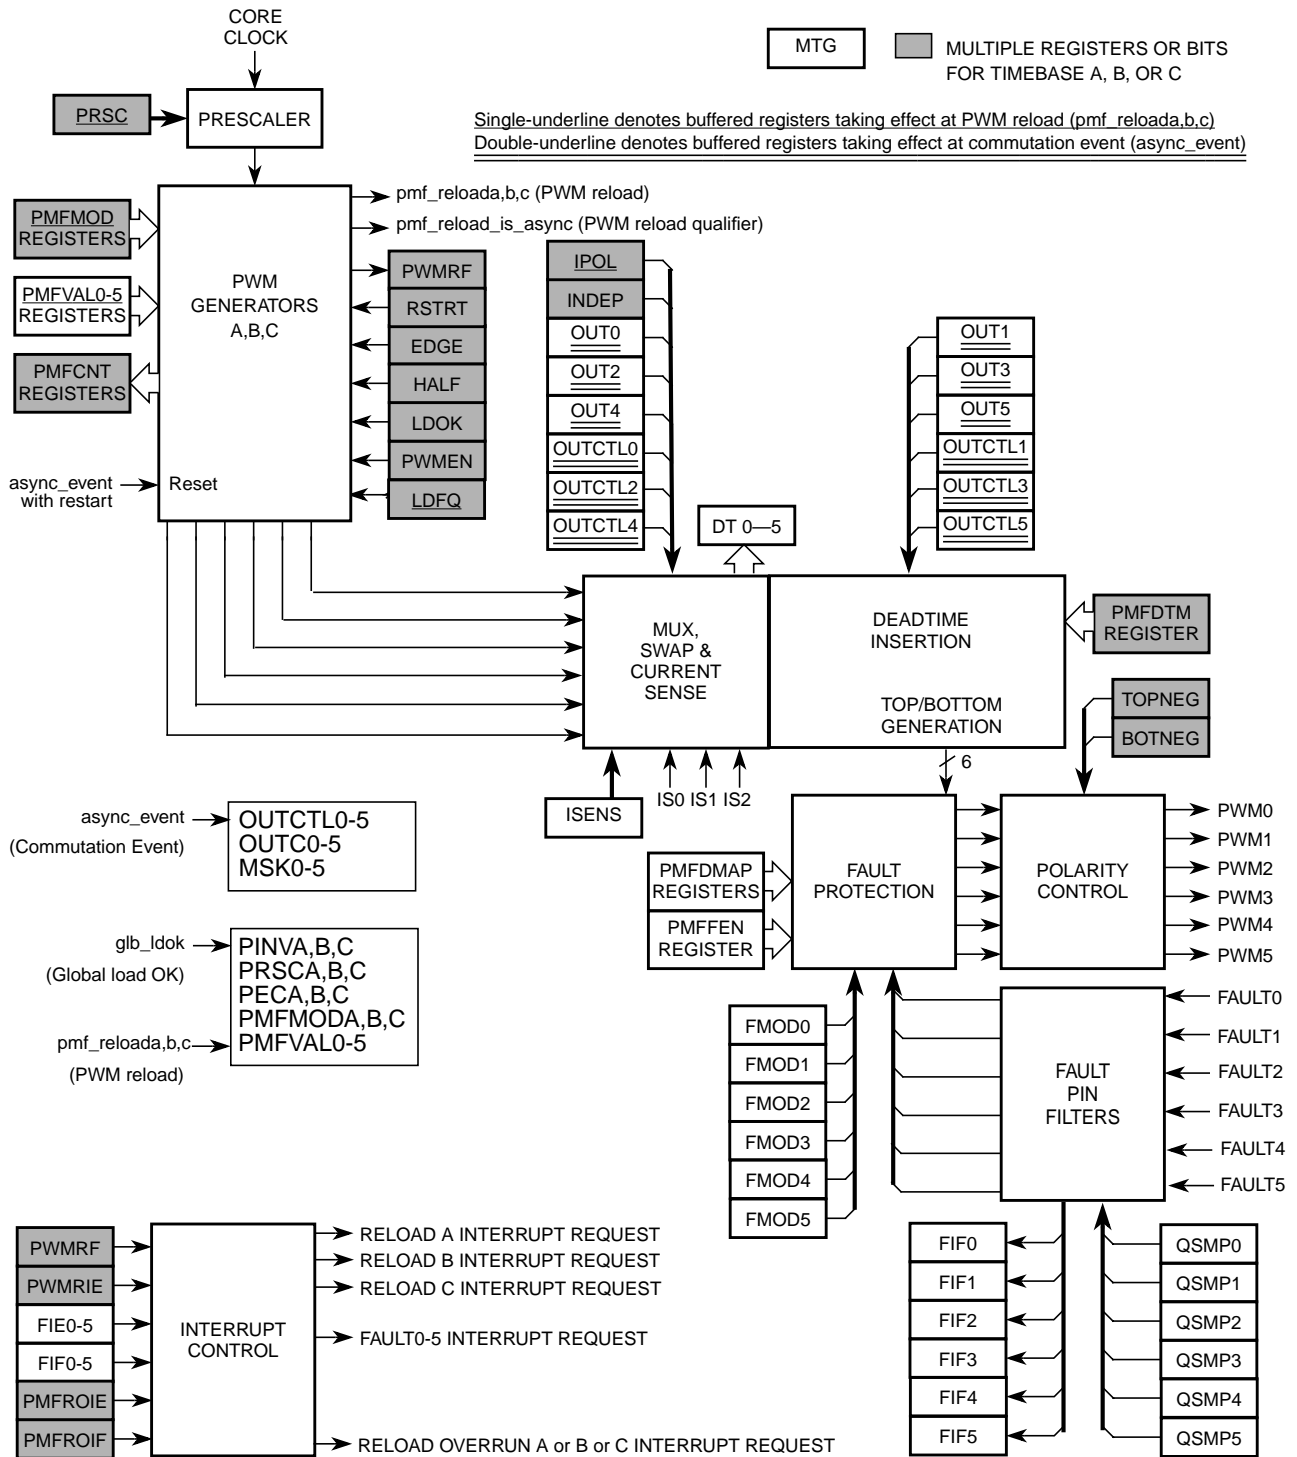 CORE
CLOCK
MTG
MULTIPLE REGISTERS OR BITS
FOR TIMEBASE A, B, OR C
PRSC
PRESCALER
Single-underline denotes buffered registers taking effect at PWM reload (pmf_reloada,b,c)
Double-underline denotes buffered registers taking effect at commutation event (async_event)
PMFMOD
REGISTERS
PMFVAL0-5
REGISTERS
PMFCNT
REGISTERS
PWM
GENERATORS
A,B,C
async_event
with restart
Reset
pmf_reloada,b,c (PWM reload)
pmf_reload_is_async (PWM reload qualifier)
PWMRF
RSTRT
EDGE
HALF
LDOK
PWMEN
LDFQ
IPOL
INDEP
OUT0
OUT2
OUT4
OUTCTL0
OUTCTL2
OUTCTL4
DT 0—5
OUT1
OUT3
OUT5
OUTCTL1
OUTCTL3
OUTCTL5
MUX,
SWAP &
CURRENT
SENSE
DEADTIME
INSERTION
TOP/BOTTOM
GENERATION
PMFDTM
REGISTER
TOPNEG
BOTNEG
6
ISENS
IS0 IS1 IS2
async_event
(Commutation Event)
OUTCTL0-5
OUTC0-5
MSK0-5
glb_ldok
(Global load OK)
pmf_reloada,b,c
(PWM reload)
PINVA,B,C
PRSCA,B,C
PECA,B,C
PMFMODA,B,C
PMFVAL0-5
PMFDMAP
REGISTERS
PMFFEN
REGISTER
FAULT
PROTECTION
POLARITY
CONTROL
PWM0
PWM1
PWM2
PWM3
PWM4
PWM5
FMOD0
FMOD1
FMOD2
FMOD3
FMOD4
FMOD5
FAULT
PIN
FILTERS
FAULT0
FAULT1
FAULT2
FAULT3
FAULT4
FAULT5
FIF0
FIF1
FIF2
FIF3
FIF4
FIF5
QSMP0
QSMP1
QSMP2
QSMP3
QSMP4
QSMP5
PWMRF
PWMRIE
FIE0-5
FIF0-5
PMFROIE
PMFROIF
INTERRUPT
CONTROL
RELOAD A INTERRUPT REQUEST
RELOAD B INTERRUPT REQUEST
RELOAD C INTERRUPT REQUEST
FAULT0-5 INTERRUPT REQUEST
RELOAD OVERRUN A or B or C INTERRUPT REQUEST